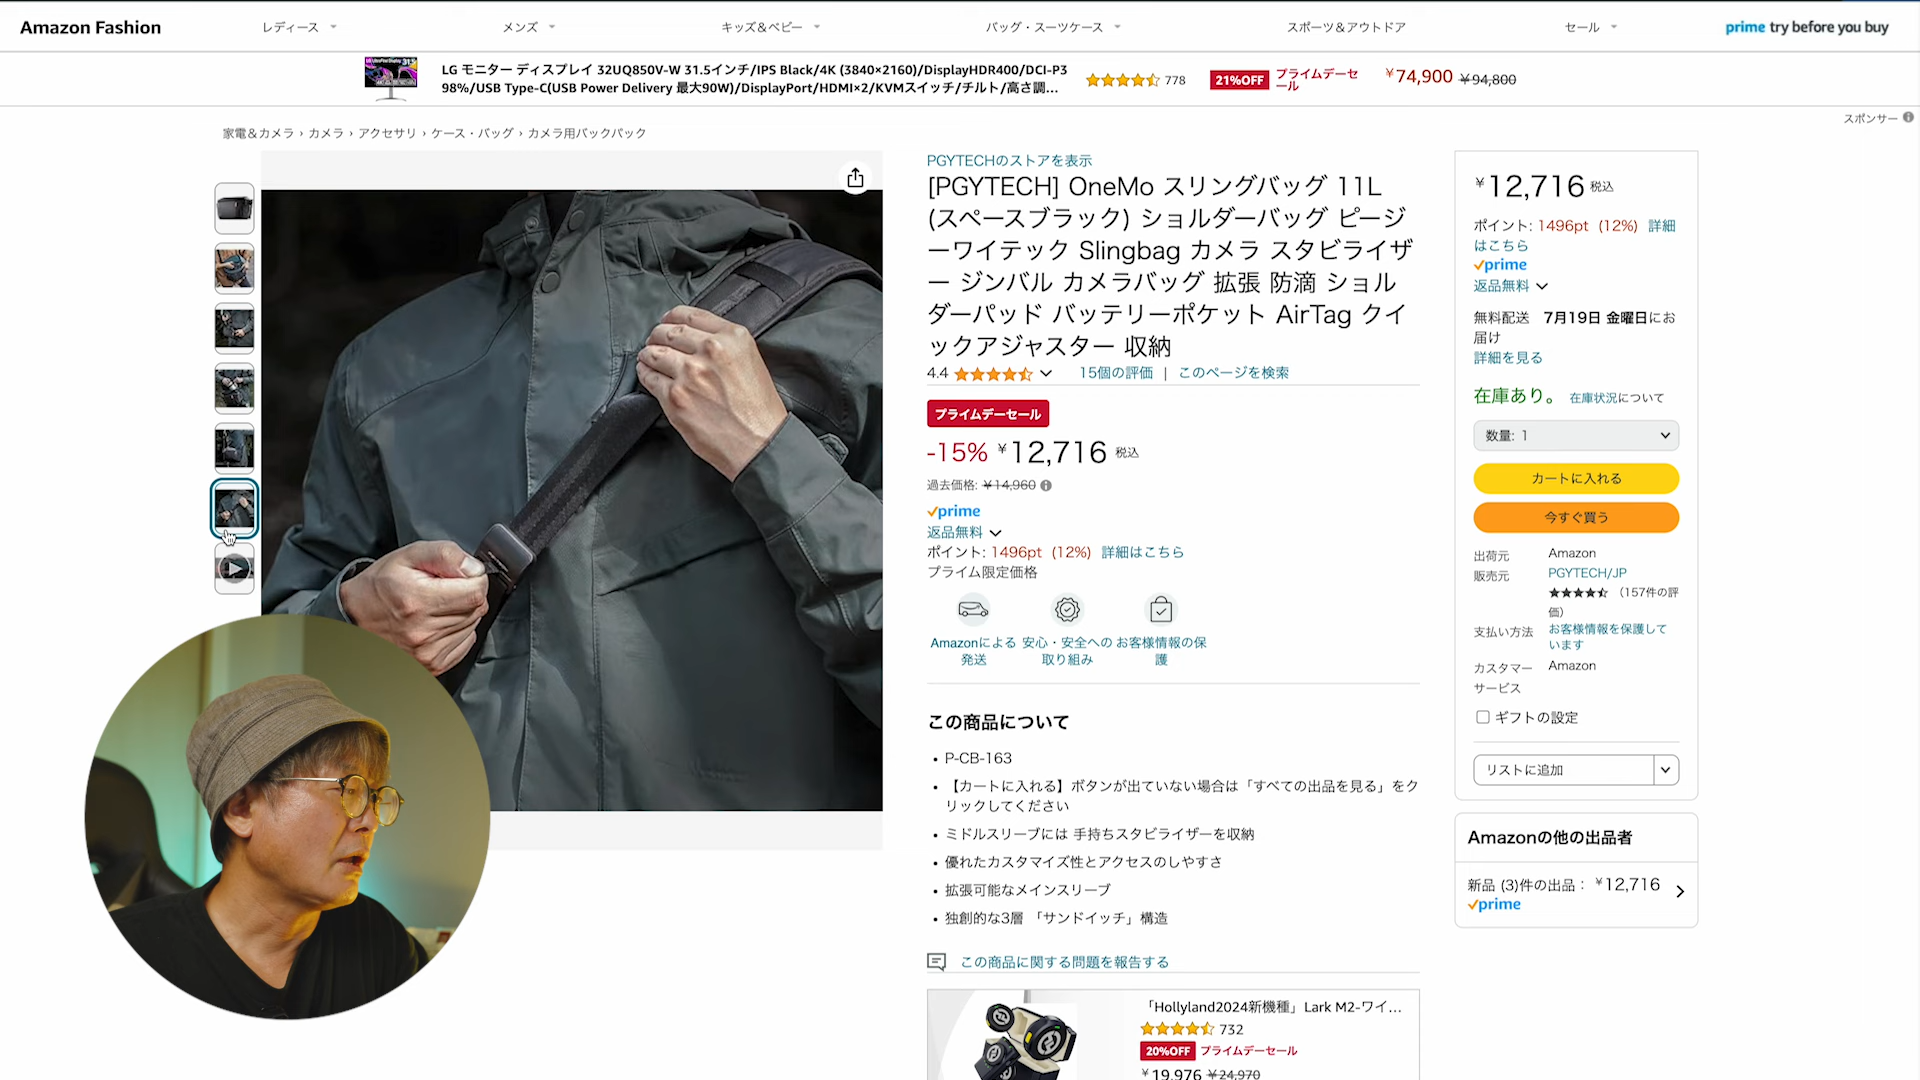 Amazon Fashion
レディース
メンズ
キッズ&ベビー
バッグ・スーツケース
スポーツ&アウトドア
セール
prime try before you buy
LG モニター ディスプレイ 32UQ850V-W 31.5インチ/IPS Black/4K (3840×2160)/DisplayHDR400/DCI-P3
98%/USB Type-C(USB Power Delivery 最大90W)/DisplayPort/HDMI×2/KVMスイッチ/チルト/高さ調...
778
21%OFF
プライムデーセ
ール
¥74,900 ¥94,800
スポンサー
家電&カメラ › カメラ › アクセサリ › ケース・バッグ › カメラ用バックパック
PGYTECHのストアを表示
[PGYTECH] OneMo スリングバッグ 11L
(スペースブラック) ショルダーバッグ ピージ
ーワイテック Slingbag カメラ スタビライザ
ー ジンバル カメラバッグ 拡張 防滴 ショル
ダーパッド バッテリーポケット AirTag クイ
ックアジャスター 収納
4.4 15個の評価 | このページを検索
プライムデーセール
-15% ¥12,716 税込
過去価格: ¥14,960
prime
返品無料
ポイント: 1496pt (12%) 詳細はこちら
プライム限定価格
Amazonによる
発送
安心・安全への
取り組み
お客様情報の保
護
この商品について
• P-CB-163
• 【カートに入れる】ボタンが出ていない場合は「すべての出品を見る」をク
リックしてください
• ミドルスリーブには 手持ちスタビライザーを収納
• 優れたカスタマイズ性とアクセスのしやすさ
• 拡張可能なメインスリーブ
• 独創的な3層 「サンドイッチ」構造
この商品に関する問題を報告する
「Hollyland2024新機種」Lark M2-ワイ...
732
20%OFF プライムデーセール
¥19,976 ¥24,970
¥12,716 税込
ポイント: 1496pt (12%) 詳細
はこちら
prime
返品無料
無料配送 7月19日 金曜日にお
届け
詳細を見る
在庫あり。 在庫状況について
数量: 1
カートに入れる
今すぐ買う
出荷元 Amazon
販売元 PGYTECH/JP
(157件の評
価)
支払い方法 お客様情報を保護して
います
カスタマー Amazon
サービス
ギフトの設定
リストに追加
Amazonの他の出品者
新品 (3)件の出品: ¥12,716
prime